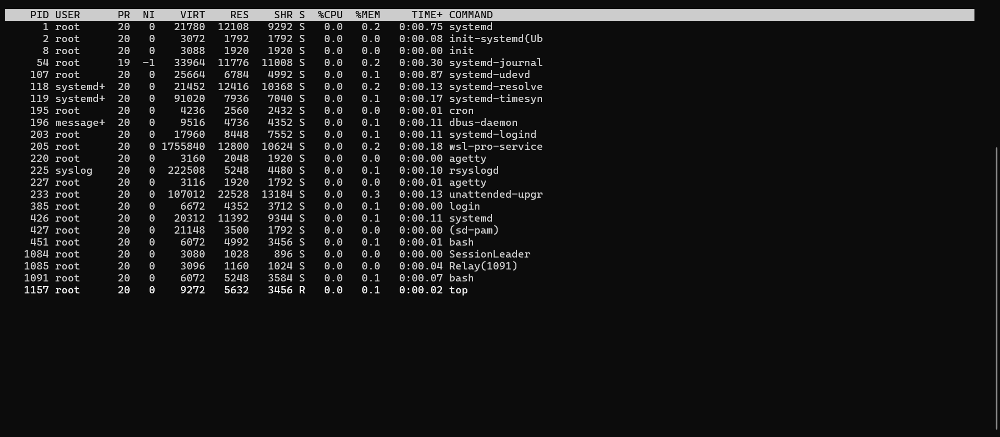 PID USER PR NI VIRT RES SHR S %CPU %MEM TIME+ COMMAND
1 root 20 0 21780 12108 9292 S 0.0 0.2 0:00.75 systemd
2 root 20 0 3072 1792 1792 S 0.0 0.0 0:00.08 init-systemd(Ub
8 root 20 0 3088 1920 1920 S 0.0 0.0 0:00.00 init
54 root 19 -1 33964 11776 11008 S 0.0 0.2 0:00.30 systemd-journal
107 root 20 0 25664 6784 4992 S 0.0 0.1 0:00.87 systemd-udevd
118 systemd+ 20 0 21452 12416 10368 S 0.0 0.2 0:00.13 systemd-resolve
119 systemd+ 20 0 91020 7936 7040 S 0.0 0.1 0:00.17 systemd-timesyn
195 root 20 0 4236 2560 2432 S 0.0 0.0 0:00.01 cron
196 message+ 20 0 9516 4736 4352 S 0.0 0.1 0:00.11 dbus-daemon
203 root 20 0 17960 8448 7552 S 0.0 0.1 0:00.11 systemd-logind
205 root 20 0 1755840 12800 10624 S 0.0 0.2 0:00.18 wsl-pro-service
220 root 20 0 3160 2048 1920 S 0.0 0.0 0:00.00 agetty
225 syslog 20 0 222508 5248 4480 S 0.0 0.1 0:00.10 rsyslogd
227 root 20 0 3116 1920 1792 S 0.0 0.0 0:00.01 agetty
233 root 20 0 107012 22528 13184 S 0.0 0.3 0:00.13 unattended-upgr
385 root 20 0 6672 4352 3712 S 0.0 0.1 0:00.00 login
426 root 20 0 20312 11392 9344 S 0.0 0.1 0:00.11 systemd
427 root 20 0 21148 3500 1792 S 0.0 0.0 0:00.00 (sd-pam)
451 root 20 0 6072 4992 3456 S 0.0 0.1 0:00.01 bash
1084 root 20 0 3080 1028 896 S 0.0 0.0 0:00.00 SessionLeader
1085 root 20 0 3096 1160 1024 S 0.0 0.0 0:00.04 Relay(1091)
1091 root 20 0 6072 5248 3584 S 0.0 0.1 0:00.07 bash
1157 root 20 0 9272 5632 3456 R 0.0 0.1 0:00.02 top